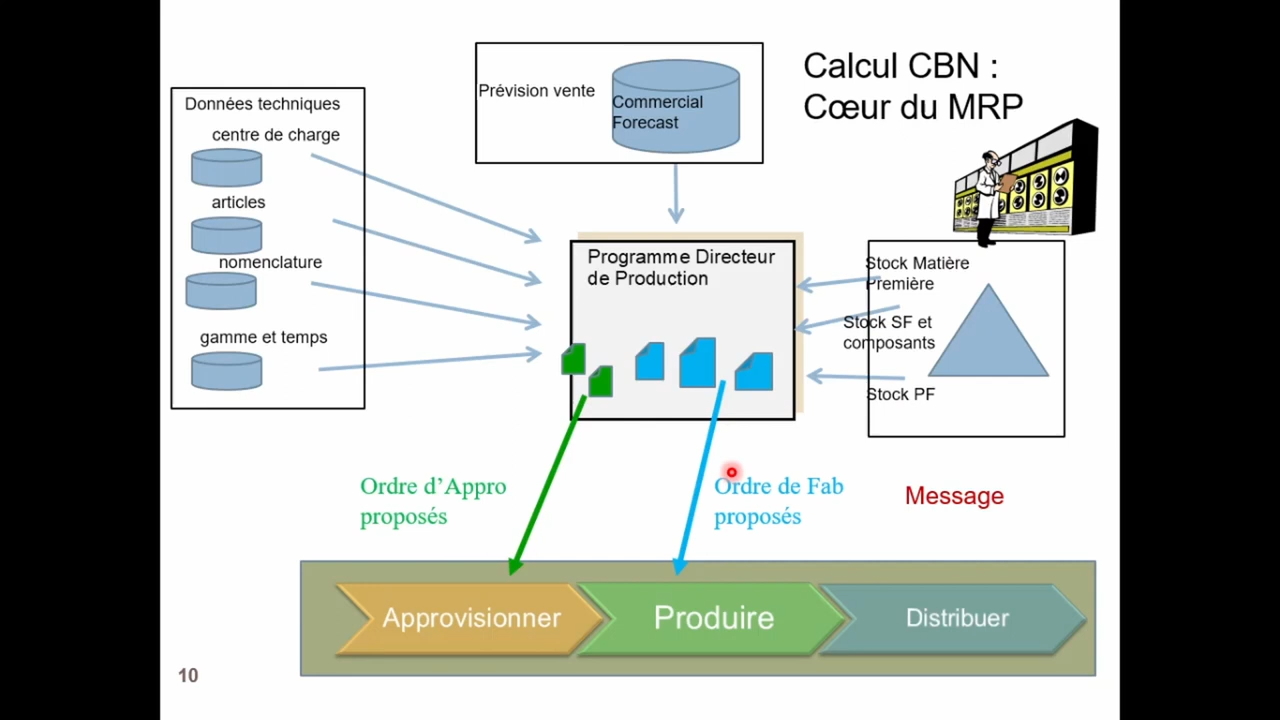 Calcul CBN :
Cœur du MRP
Prévision vente
Commercial
Forecast
Données techniques
centre de charge
articles
nomenclature
gamme et temps
Programme Directeur
de Production
Stock Matière
Première
Stock SF et
composants
Stock PF
Ordre d’Appro
proposés
Ordre de Fab
proposés
Message
Approvisionner
Produire
Distribuer
10